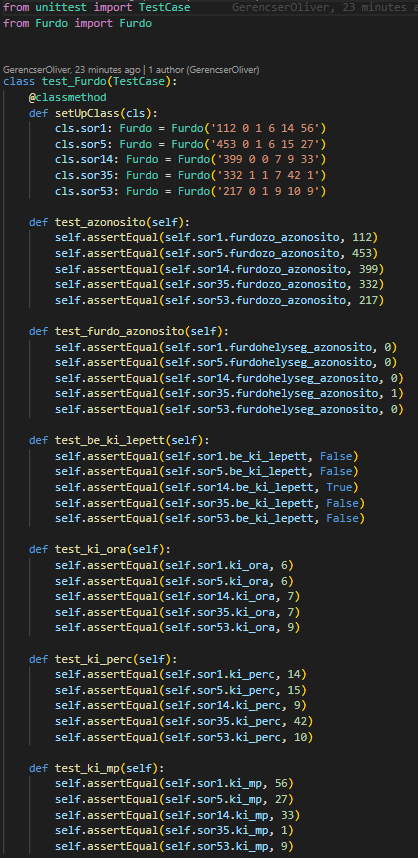 from unittest import TestCase     GerencserOliver, 23 minutes a
from Furdo import Furdo
GerencserOliver, 23 minutes ago | 1 author (GerencserOliver)
class test_Furdo(TestCase):
    @classmethod
    def setUpClass(cls):
        cls.sor1: Furdo = Furdo('112 0 1 6 14 56')
        cls.sor5: Furdo = Furdo('453 0 1 6 15 27')
        cls.sor14: Furdo = Furdo('399 0 0 7 9 33')
        cls.sor35: Furdo = Furdo('332 1 1 7 42 1')
        cls.sor53: Furdo = Furdo('217 0 1 9 10 9')
    def test_azonosito(self):
        self.assertEqual(self.sor1.furdozo_azonosito, 112)
        self.assertEqual(self.sor5.furdozo_azonosito, 453)
        self.assertEqual(self.sor14.furdozo_azonosito, 399)
        self.assertEqual(self.sor35.furdozo_azonosito, 332)
        self.assertEqual(self.sor53.furdozo_azonosito, 217)
    def test_furdo_azonosito(self):
        self.assertEqual(self.sor1.furdohelyseg_azonosito, 0)
        self.assertEqual(self.sor5.furdohelyseg_azonosito, 0)
        self.assertEqual(self.sor14.furdohelyseg_azonosito, 0)
        self.assertEqual(self.sor35.furdohelyseg_azonosito, 1)
        self.assertEqual(self.sor53.furdohelyseg_azonosito, 0)
    def test_be_ki_lepett(self):
        self.assertEqual(self.sor1.be_ki_lepett, False)
        self.assertEqual(self.sor5.be_ki_lepett, False)
        self.assertEqual(self.sor14.be_ki_lepett, True)
        self.assertEqual(self.sor35.be_ki_lepett, False)
        self.assertEqual(self.sor53.be_ki_lepett, False)
    def test_ki_ora(self):
        self.assertEqual(self.sor1.ki_ora, 6)
        self.assertEqual(self.sor5.ki_ora, 6)
        self.assertEqual(self.sor14.ki_ora, 7)
        self.assertEqual(self.sor35.ki_ora, 7)
        self.assertEqual(self.sor53.ki_ora, 9)
    def test_ki_perc(self):
        self.assertEqual(self.sor1.ki_perc, 14)
        self.assertEqual(self.sor5.ki_perc, 15)
        self.assertEqual(self.sor14.ki_perc, 9)
        self.assertEqual(self.sor35.ki_perc, 42)
        self.assertEqual(self.sor53.ki_perc, 10)
    def test_ki_mp(self):
        self.assertEqual(self.sor1.ki_mp, 56)
        self.assertEqual(self.sor5.ki_mp, 27)
        self.assertEqual(self.sor14.ki_mp, 33)
        self.assertEqual(self.sor35.ki_mp, 1)
        self.assertEqual(self.sor53.ki_mp, 9)